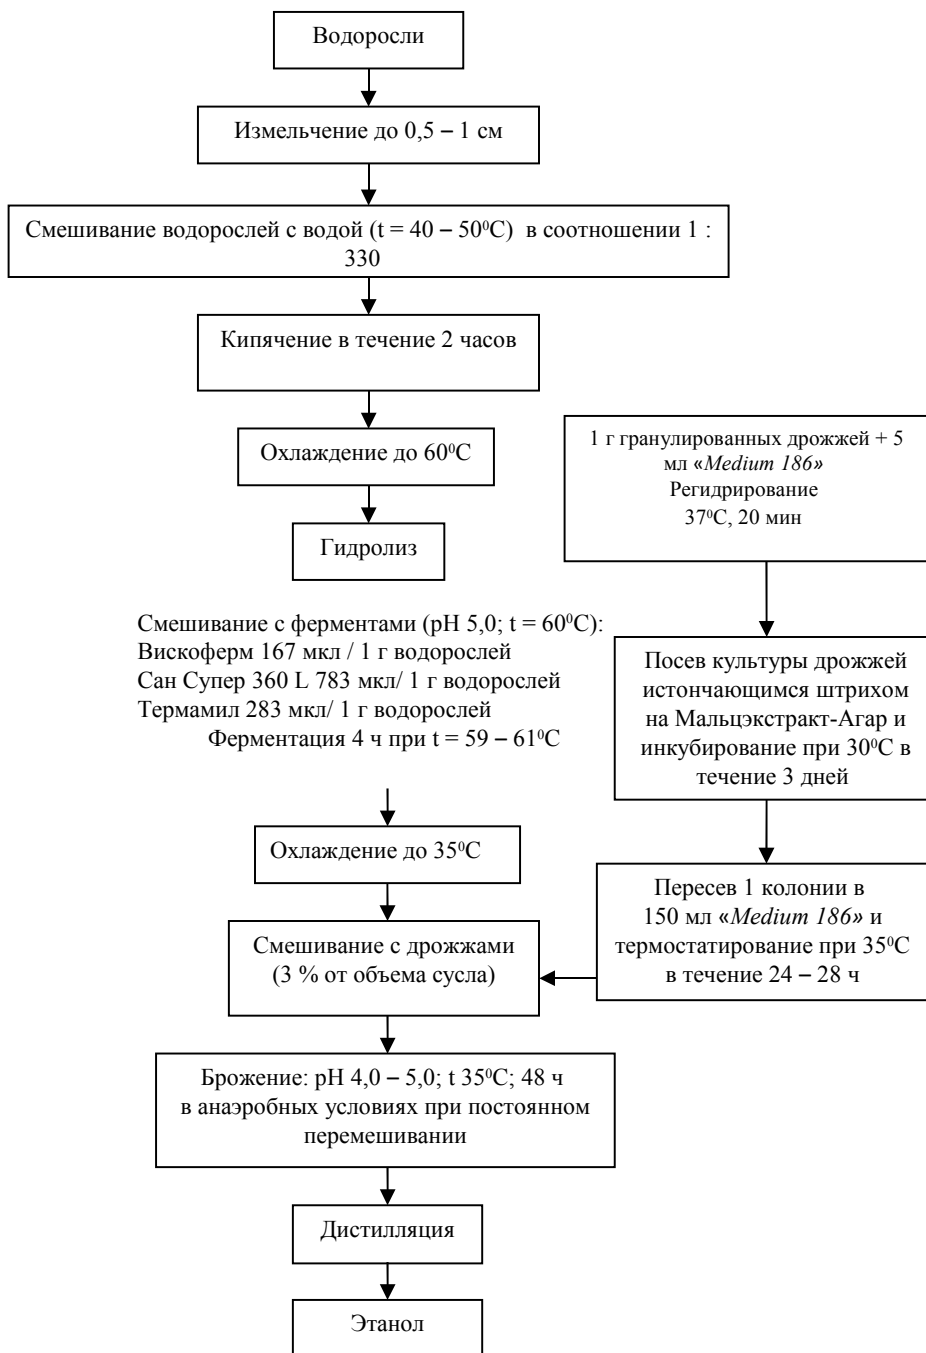 Водоросли
Измельчение до 0,5 – 1 см
Смешивание водорослей с водой (t = 40 – 50⁰C) в соотношении 1 :
330
Кипячение в течение 2 часов
Охлаждение до 60⁰C
Гидролиз
Смешивание с ферментами (pH 5,0; t = 60⁰C):
Вискоферм 167 мкл / 1 г водорослей
Сан Супер 360 L 783 мкл/ 1 г водорослей
Термамил 283 мкл/ 1 г водорослей
Ферментация 4 ч при t = 59 – 61⁰C
Охлаждение до 35⁰C
1 г гранулированных дрожжей + 5
мл «Medium 186»
Регидрирование
37⁰C, 20 мин
Посев культуры дрожжей
истончающимся штрихом
на Мальцэкстракт-Агар и
инкубирование при 30⁰C в
течение 3 дней
Пересев 1 колонии в
150 мл «Medium 186» и
термостатирование при 35⁰C
в течение 24 – 28 ч
Смешивание с дрожжами
(3 % от объема сусла)
Брожение: pH 4,0 – 5,0; t 35⁰C; 48 ч
в анаэробных условиях при постоянном
перемешивании
Дистилляция
Этанол